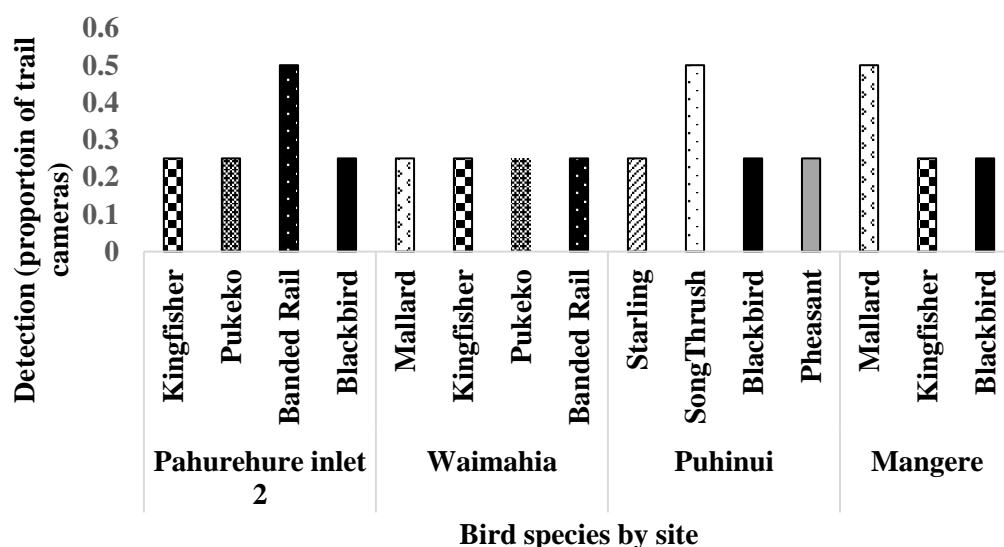 Detection (proportoin of trail
cameras)
0.6
0.5
0.4
0.3
0.2
0.1
0
Kingfisher
Pukeko
Banded Rail
Blackbird
Mallard
Kingfisher
Pukeko
Banded Rail
Starling
SongThrush
Blackbird
Pheasant
Mallard
Kingfisher
Blackbird
Pahurehure inlet
2
Waimahia
Puhinui
Mangere
Bird species by site